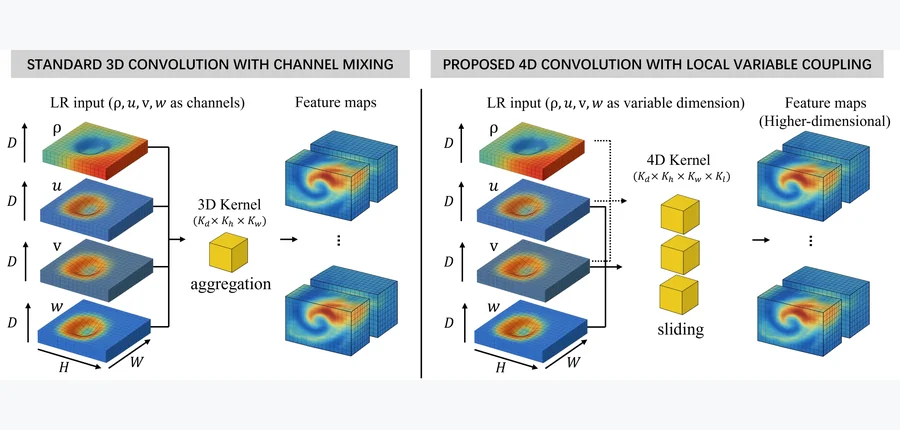 STANDARD 3D CONVOLUTION WITH CHANNEL MIXING
LR input (ρ, u, v, w as channels)
Feature maps
D
ρ
D
u
D
v
D
w
H
W
3D Kernel
(K_d × K_h × K_w)
aggregation
...
PROPOSED 4D CONVOLUTION WITH LOCAL VARIABLE COUPLING
LR input (ρ, u, v, w as variable dimension)
Feature maps
(Higher-dimensional)
D
ρ
D
u
D
v
D
w
H
W
4D Kernel
(K_d × K_h × K_w × K_l)
sliding
...